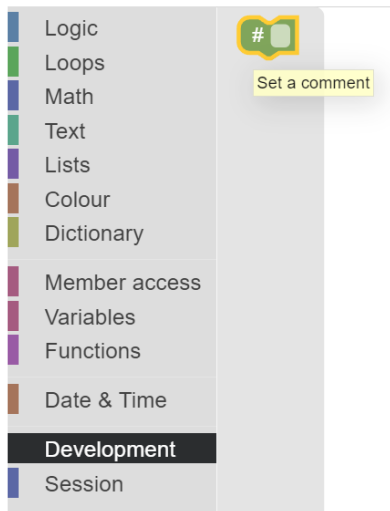 Logic
Loops
Math
Text
Lists
Colour
Dictionary
Member access
Variables
Functions
Date & Time
Development
Session
#
Set a comment